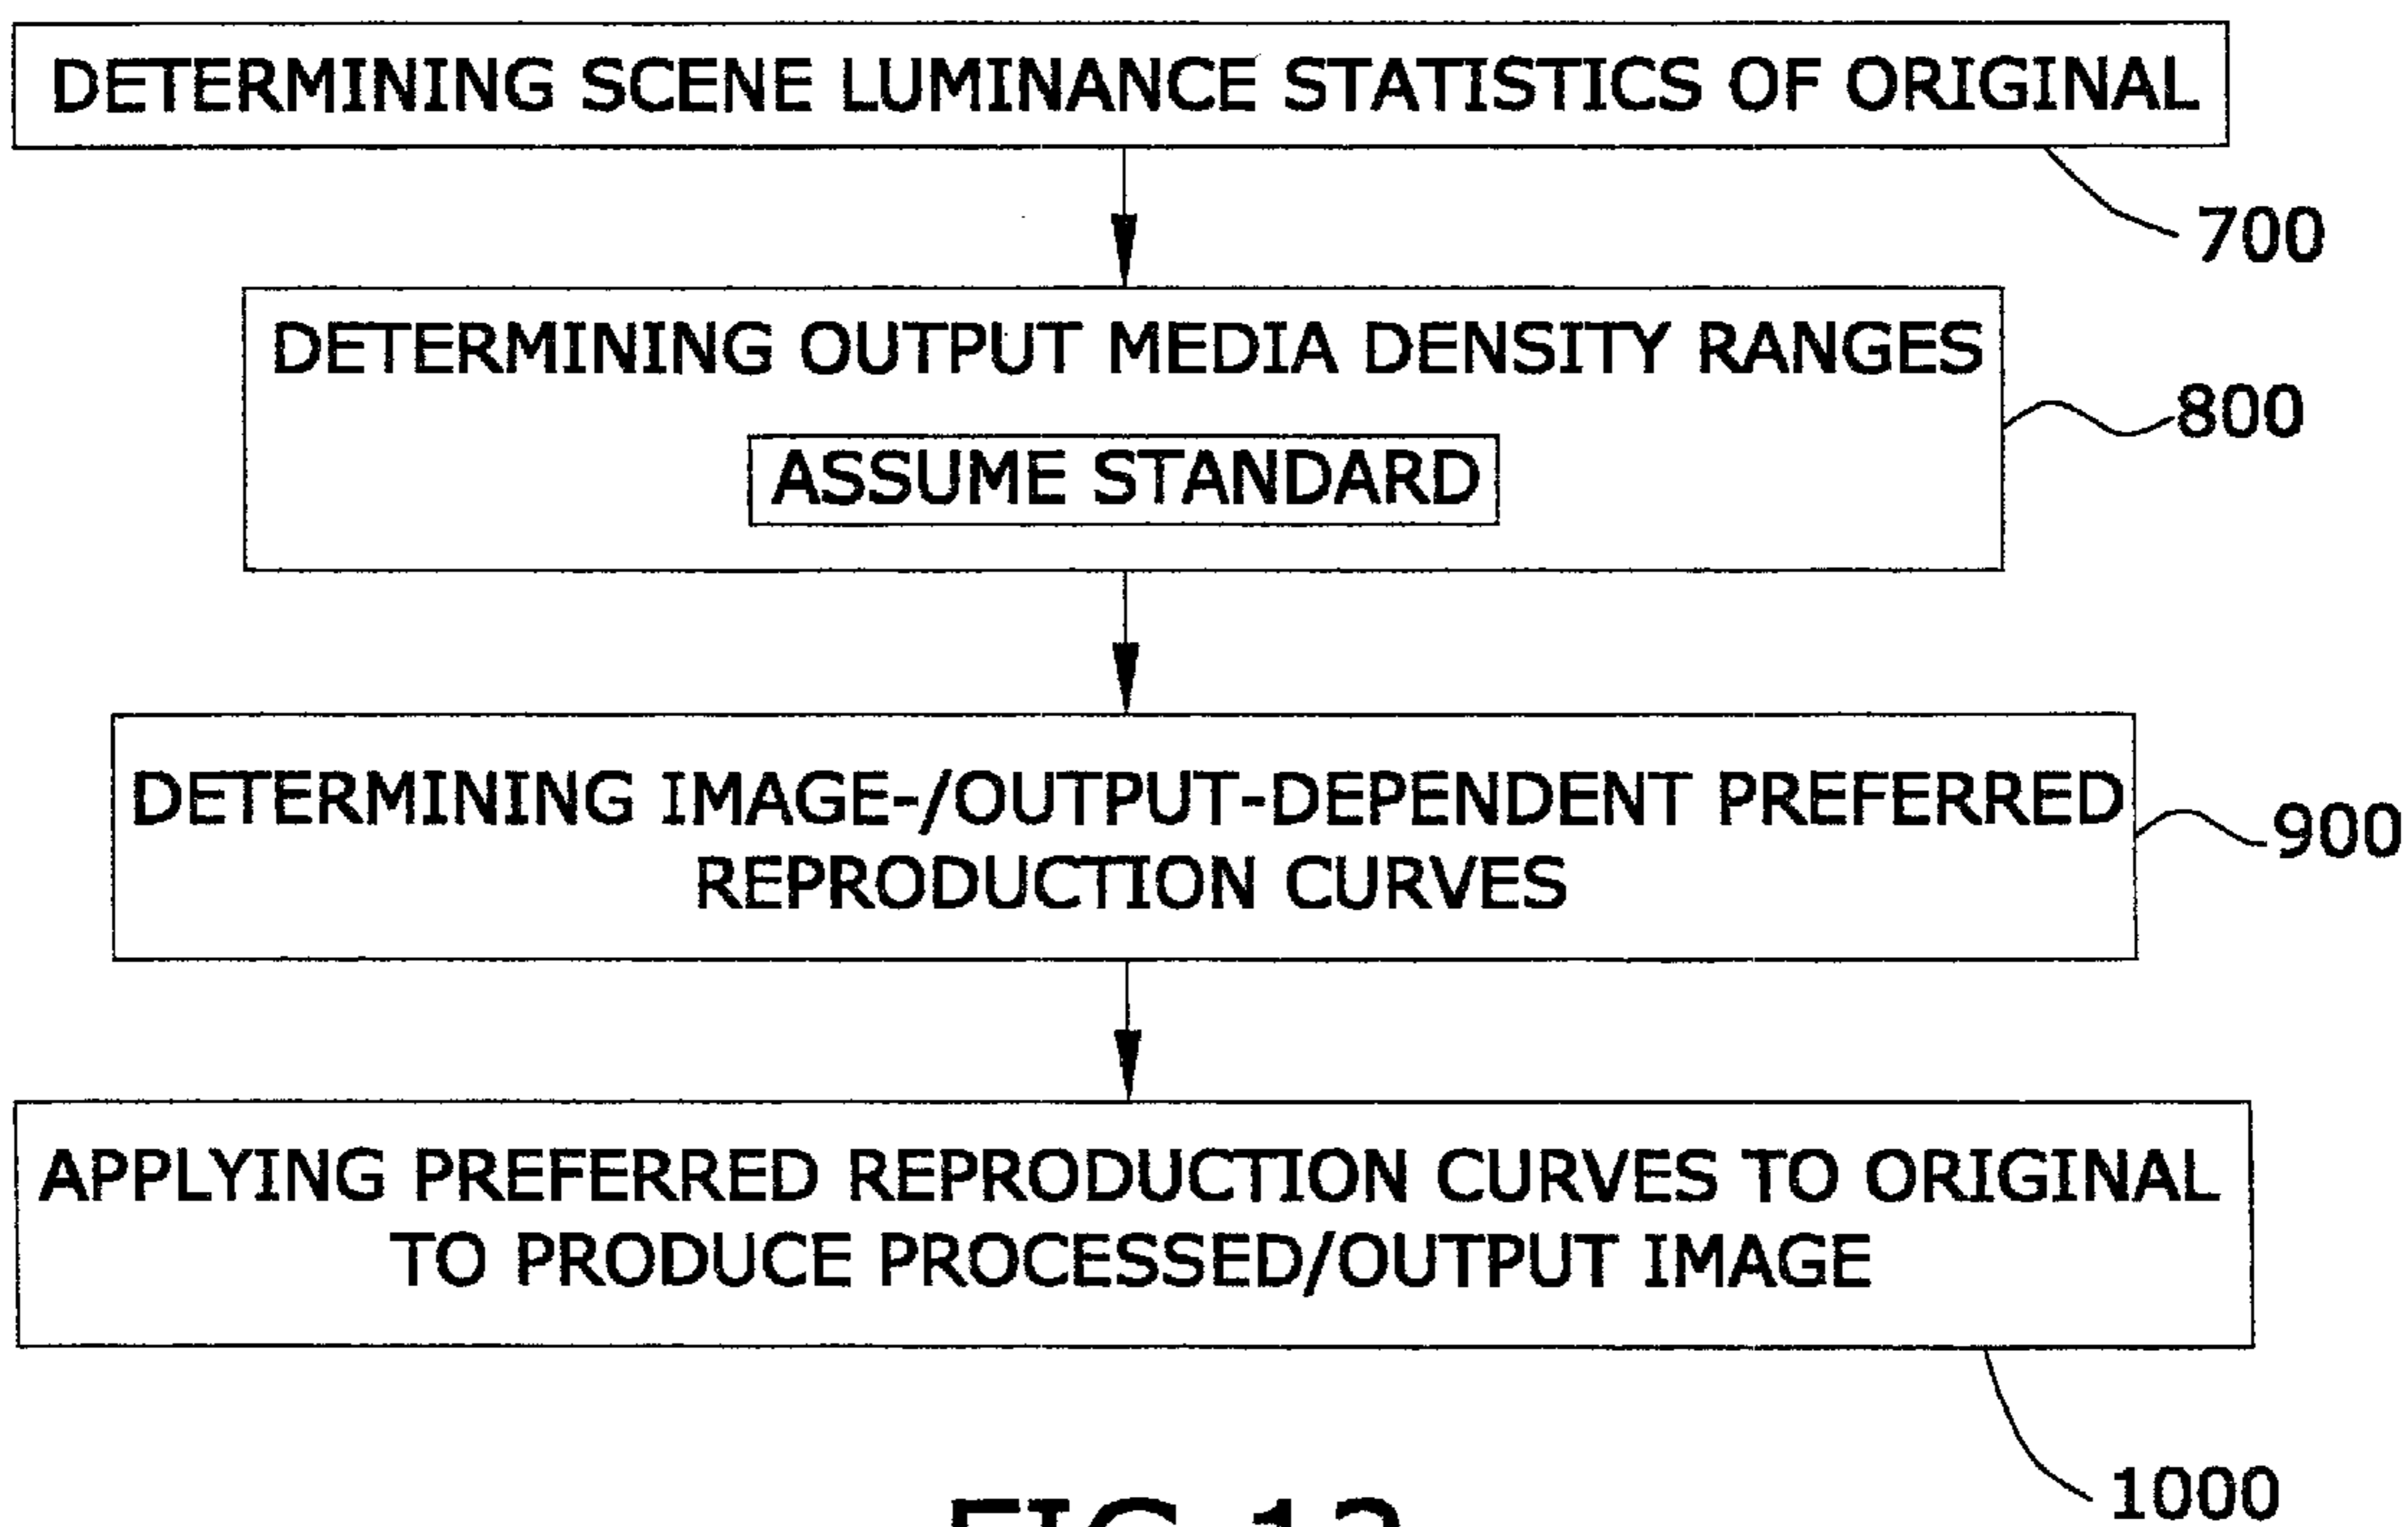 DETERMINING SCENE LUMINANCE STATISTICS OF ORIGINAL
700
DETERMINING OUTPUT MEDIA DENSITY RANGES
800
ASSUME STANDARD
DETERMINING IMAGE-/OUTPUT-DEPENDENT PREFERRED
900
REPRODUCTION CURVES
APPLYING PREFERRED REPRODUCTION CURVES TO ORIGINAL
TO PRODUCE PROCESSED/OUTPUT IMAGE
1000